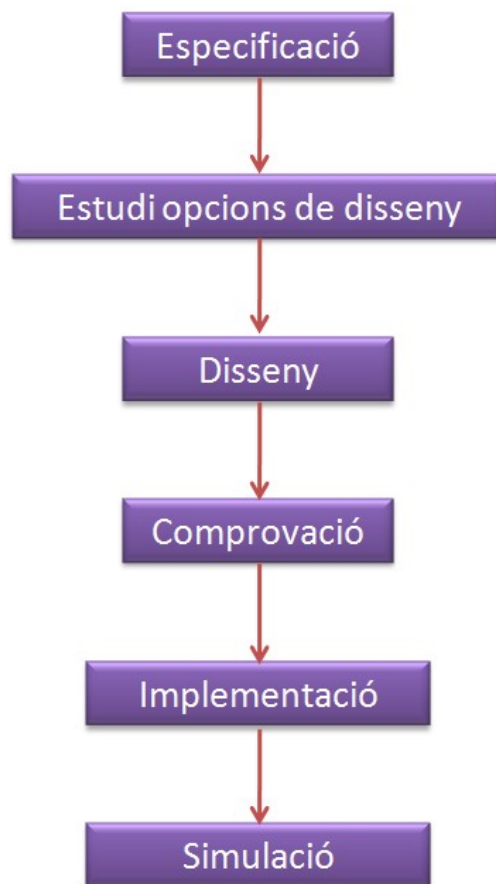 Especificació
Estudi opcions de disseny
Disseny
Comprovació
Implementació
Simulació